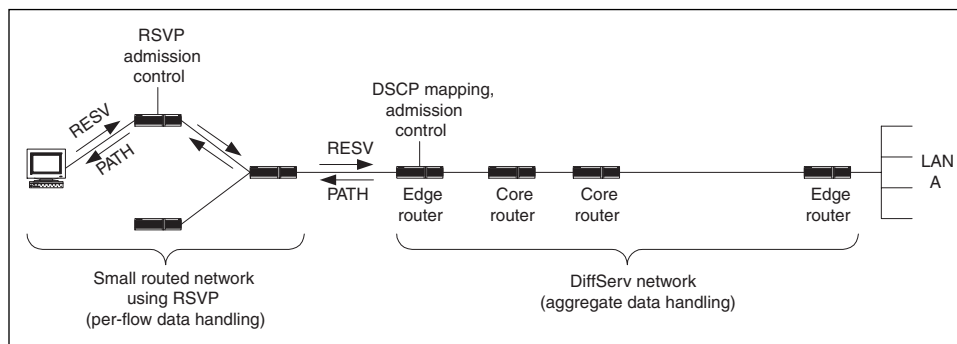 RSVP
admission
control
RESV
PATH
DSCP mapping,
admission
control
RESV
PATH
Edge
router
Core
router
Core
router
Edge
router
LAN
A
Small routed network
using RSVP
(per-flow data handling)
DiffServ network
(aggregate data handling)